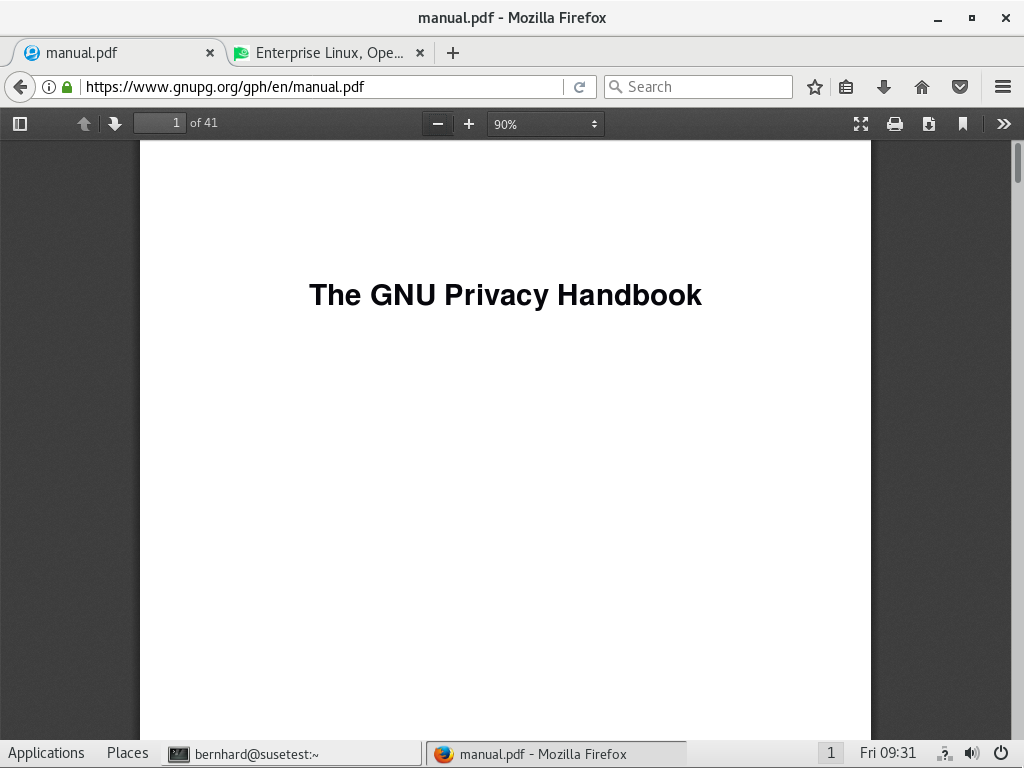 manual.pdf - Mozilla Firefox
manual.pdf
Enterprise Linux, Ope...
https://www.gnupg.org/gph/en/manual.pdf
Search
1 of 41
90%
The GNU Privacy Handbook
Applications
Places
bernhard@susetest:~
manual.pdf - Mozilla Firefox
1
Fri 09:31